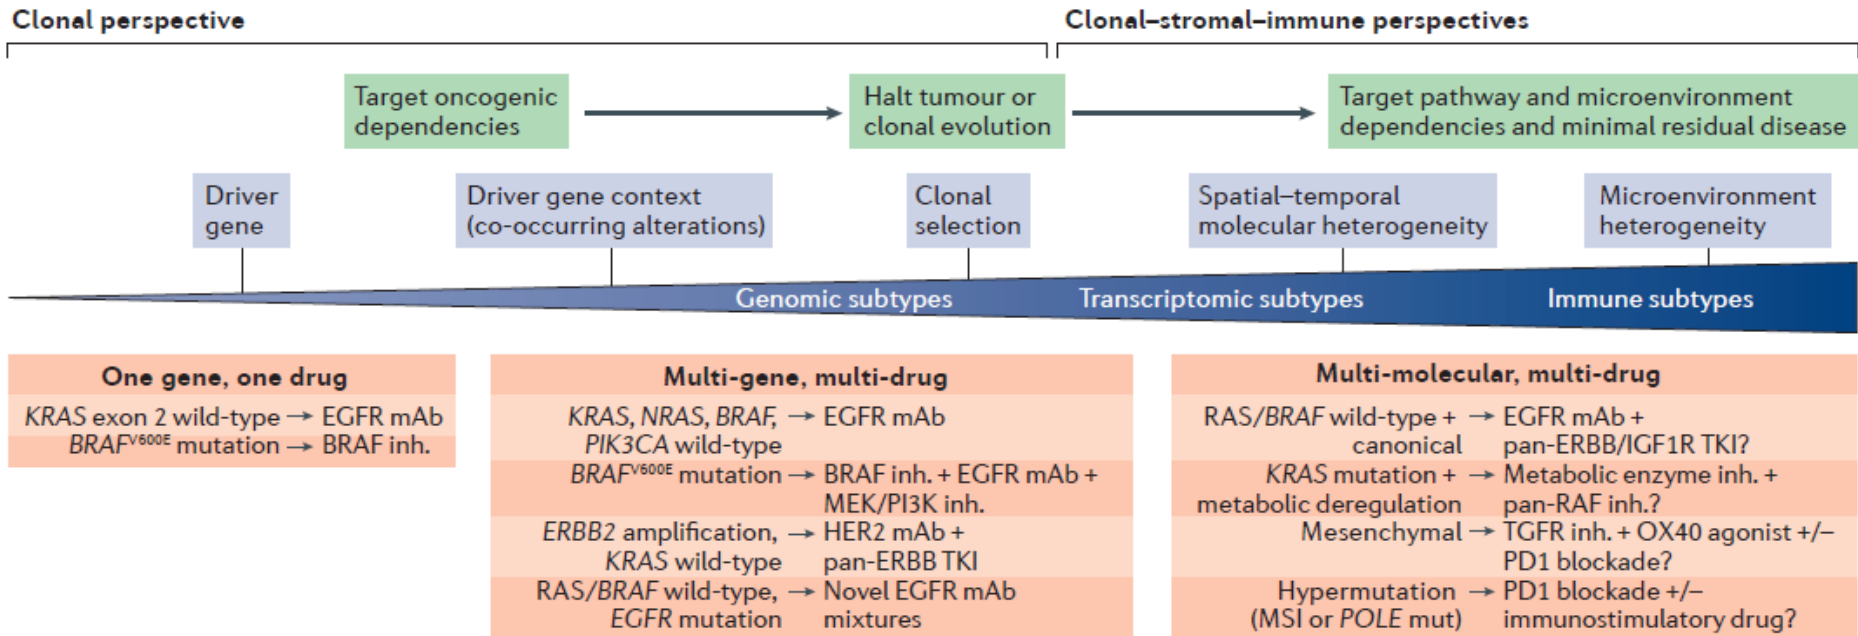 Clonal perspective
Clonal–stromal–immune perspectives
Target oncogenic
dependencies
Halt tumour or
clonal evolution
Target pathway and microenvironment
dependencies and minimal residual disease
Driver
gene
Driver gene context
(co-occurring alterations)
Clonal
selection
Spatial–temporal
molecular heterogeneity
Microenvironment
heterogeneity
Genomic subtypes
Transcriptomic subtypes
Immune subtypes
One gene, one drug
KRAS exon 2 wild-type → EGFR mAb
BRAFV600E mutation → BRAF inh.
Multi-gene, multi-drug
KRAS, NRAS, BRAF, → EGFR mAb
PIK3CA wild-type
BRAFV600E mutation → BRAF inh. + EGFR mAb +
MEK/PI3K inh.
ERBB2 amplification, → HER2 mAb +
KRAS wild-type pan-ERBB TKI
RAS/BRAF wild-type, → Novel EGFR mAb
EGFR mutation mixtures
Multi-molecular, multi-drug
RAS/BRAF wild-type + → EGFR mAb +
canonical pan-ERBB/IGF1R TKI?
KRAS mutation + → Metabolic enzyme inh. +
metabolic deregulation pan-RAF inh.?
Mesenchymal → TGFR inh. + OX40 agonist +/–
PD1 blockade?
Hypermutation → PD1 blockade +/–
(MSI or POLE mut) immunostimulatory drug?